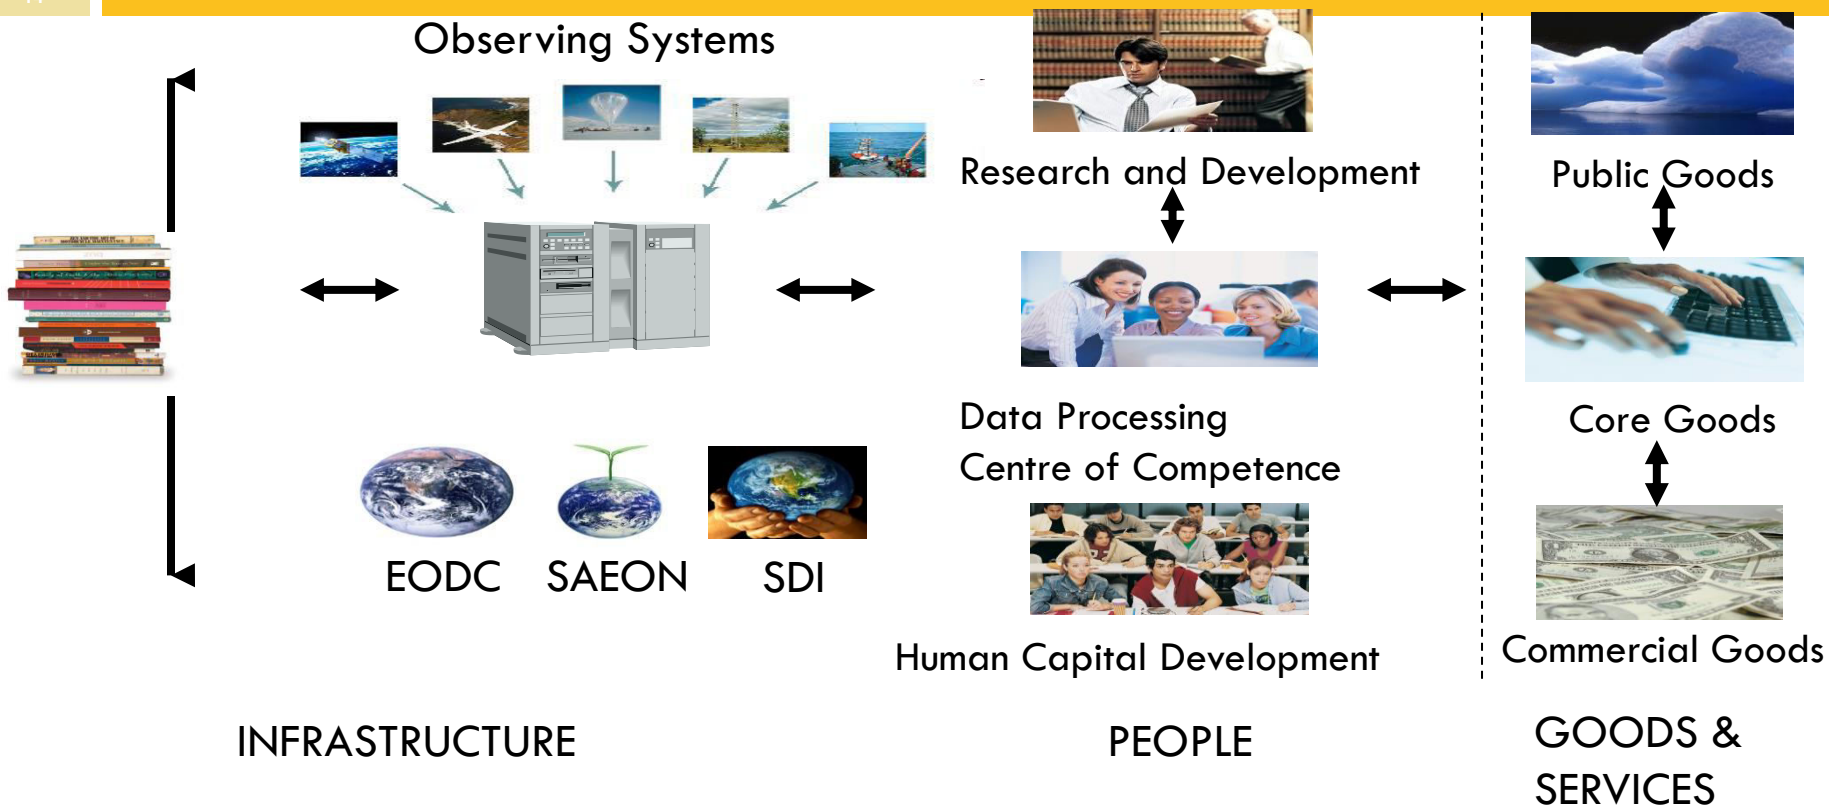 Observing Systems
Research and Development
Public Goods
Data Processing
Centre of Competence
Core Goods
EODC
SAEON
SDI
Human Capital Development
Commercial Goods
INFRASTRUCTURE
PEOPLE
GOODS &
SERVICES